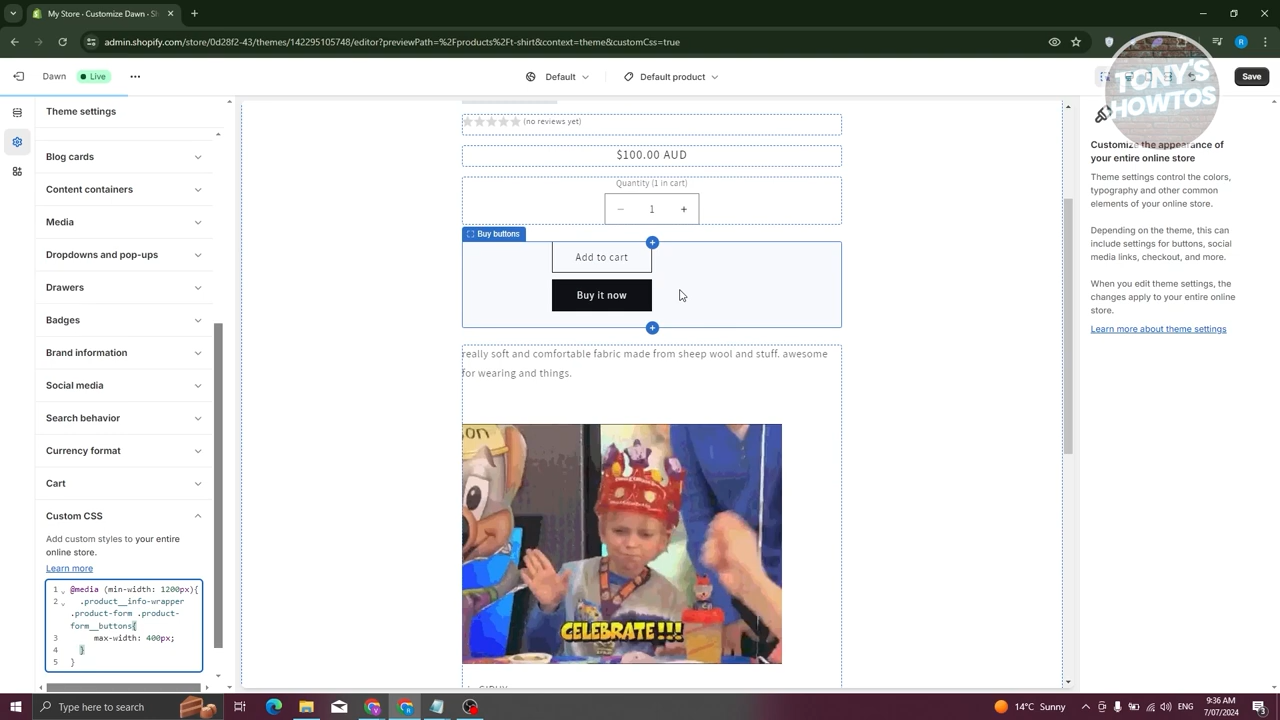 My Store · Customize Dawn · S
admin.shopify.com/store/0d28f2-43/themes/142295105748/editor?previewPath=%2Fproducts%2Ft-shirt&context=theme&customCss=true
R
Dawn
Live
Default
Default product
Save
TONY'S
HOWTOS
Theme settings
Blog cards
Content containers
Media
Dropdowns and pop-ups
Drawers
Badges
Brand information
Social media
Search behavior
Currency format
Cart
Custom CSS
Add custom styles to your entire
online store.
Learn more
1 @media (min-width: 1200px){
2 .product__info-wrapper
.product-form .product-
form__buttons{
3 max-width: 400px;
4 }
5 }
(no reviews yet)
$100.00 AUD
Quantity (1 in cart)
− 1 +
Buy buttons
Add to cart
Buy it now
really soft and comfortable fabric made from sheep wool and stuff. awesome
for wearing and things.
CELEBRATE!!!
Customize the appearance of
your entire online store
Theme settings control the colors,
typography and other common
elements of your online store.
Depending on the theme, this can
include settings for buttons, social
media links, checkout, and more.
When you edit theme settings, the
changes apply to your entire online
store.
Learn more about theme settings
Type here to search
14°C Sunny
ENG
9:36 AM
7/07/2024